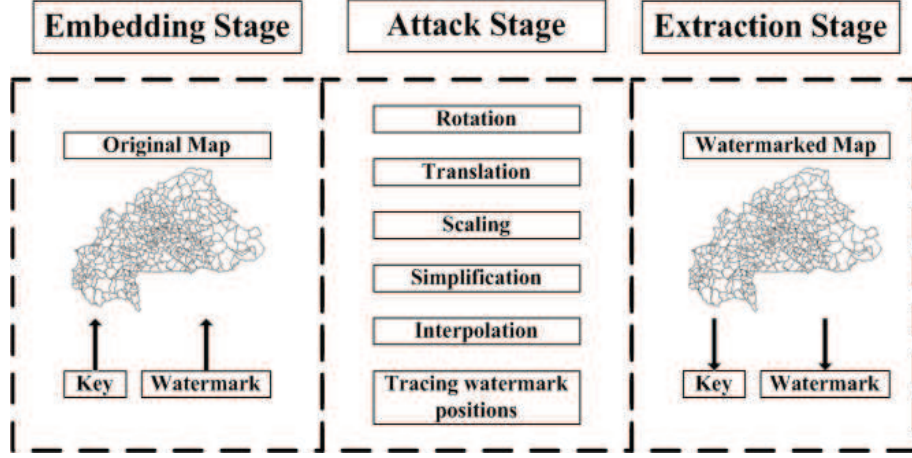 Embedding Stage
Attack Stage
Extraction Stage
Original Map
Key
Watermark
Rotation
Translation
Scaling
Simplification
Interpolation
Tracing watermark
positions
Watermarked Map
Key
Watermark